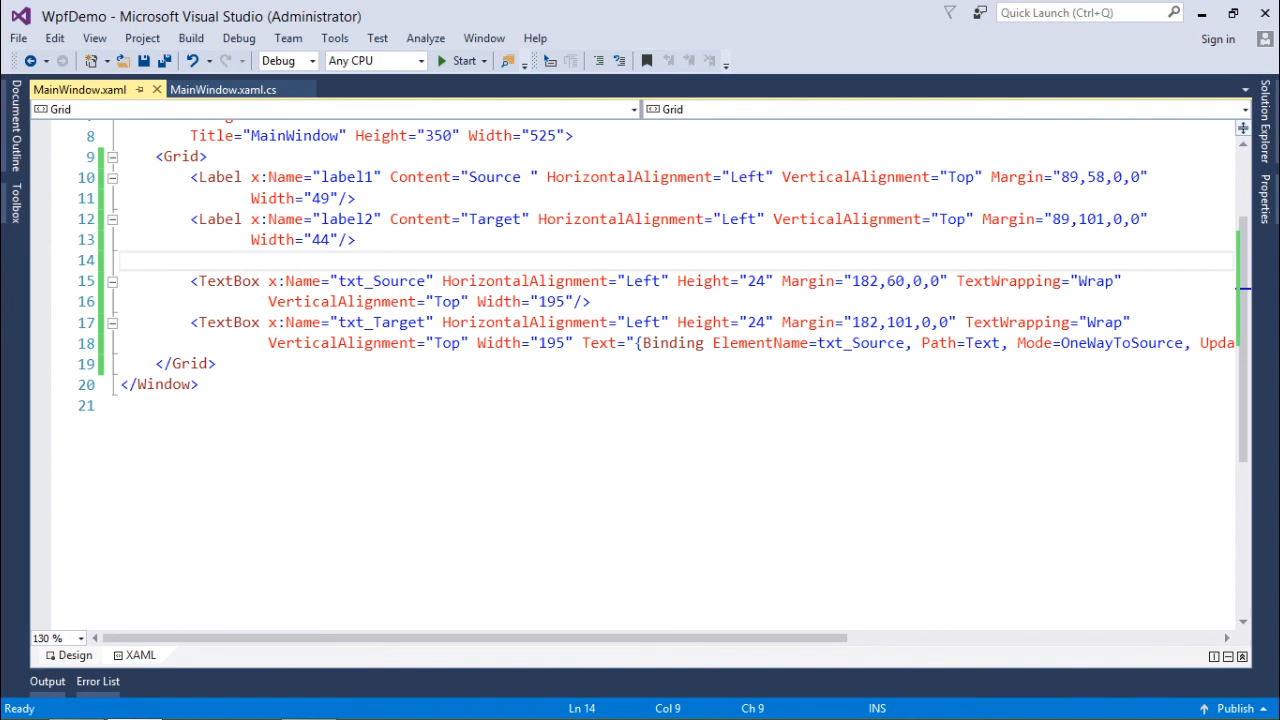 WpfDemo - Microsoft Visual Studio (Administrator)
Quick Launch (Ctrl+Q)
File Edit View Project Build Debug Team Tools Test Analyze Window Help
Sign in
Debug Any CPU Start
MainWindow.xaml MainWindow.xaml.cs
Grid Grid
Document Outline
Toolbox
Solution Explorer
Properties
8 Title="MainWindow" Height="350" Width="525">
9 <Grid>
10 <Label x:Name="label1" Content="Source " HorizontalAlignment="Left" VerticalAlignment="Top" Margin="89,58,0,0"
11 Width="49"/>
12 <Label x:Name="label2" Content="Target" HorizontalAlignment="Left" VerticalAlignment="Top" Margin="89,101,0,0"
13 Width="44"/>
14
15 <TextBox x:Name="txt_Source" HorizontalAlignment="Left" Height="24" Margin="182,60,0,0" TextWrapping="Wrap"
16 VerticalAlignment="Top" Width="195"/>
17 <TextBox x:Name="txt_Target" HorizontalAlignment="Left" Height="24" Margin="182,101,0,0" TextWrapping="Wrap"
18 VerticalAlignment="Top" Width="195" Text="{Binding ElementName=txt_Source, Path=Text, Mode=OneWayToSource, Upda
19 </Grid>
20 </Window>
21
130 %
Design XAML
Output Error List
Ready Ln 14 Col 9 Ch 9 INS Publish